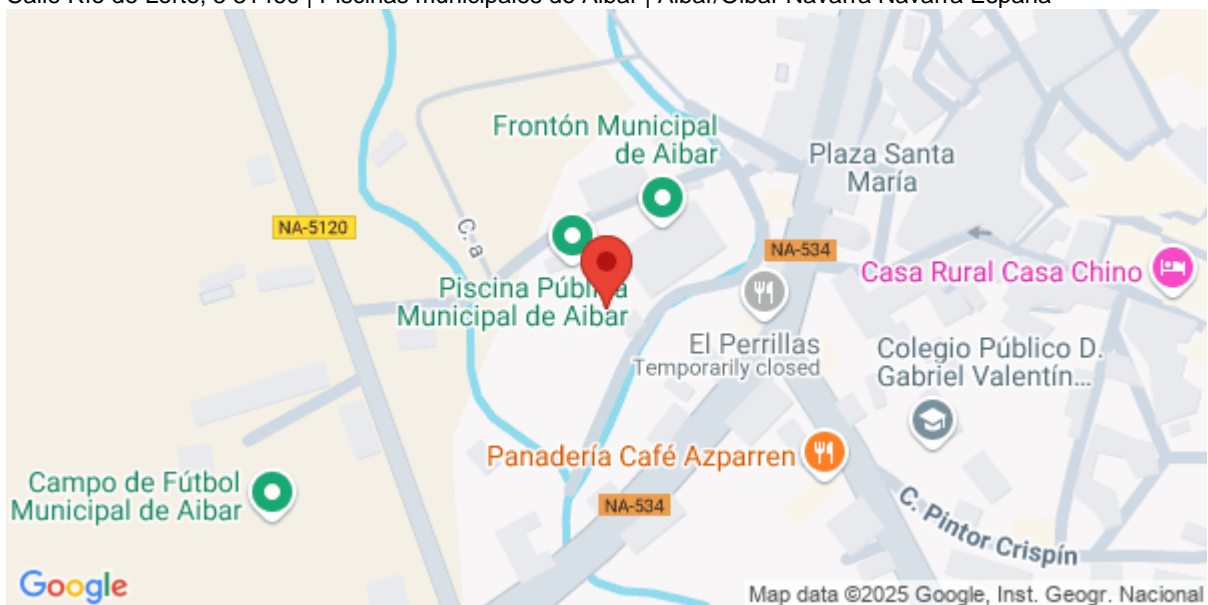 Frontón Municipal
de Aibar
Plaza Santa
María
NA-5120
C. a
NA-534
Casa Rural Casa Chino
Piscina Pública
Municipal de Aibar
El Perrillas
Temporarily closed
Colegio Público D.
Gabriel Valentín...
Panadería Café Azparren
Campo de Fútbol
Municipal de Aibar
NA-534
C. Pintor Crispín
Google
Map data ©2025 Google, Inst. Geogr. Nacional